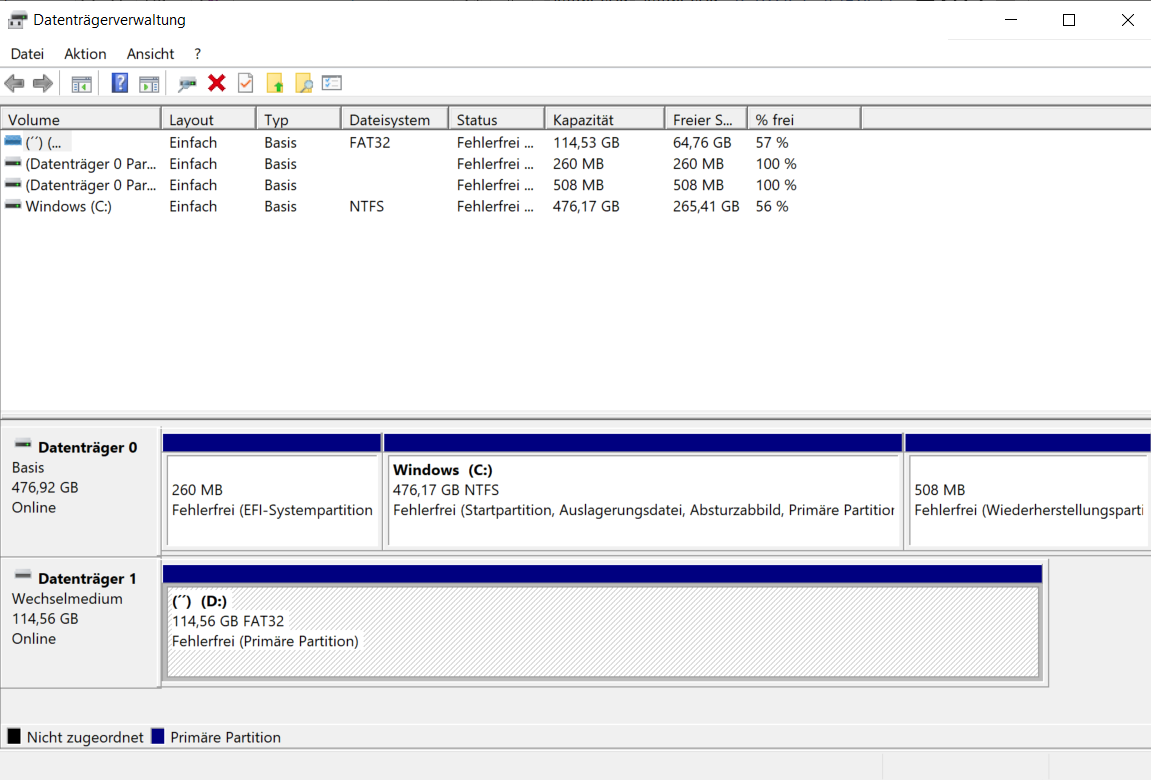 Datenträgerverwaltung
Datei Aktion Ansicht ?
Volume Layout Typ Dateisystem Status Kapazität Freier S... % frei
(´´) (... Einfach Basis FAT32 Fehlerfrei ... 114,53 GB 64,76 GB 57 %
(Datenträger 0 Par... Einfach Basis Fehlerfrei ... 260 MB 260 MB 100 %
(Datenträger 0 Par... Einfach Basis Fehlerfrei ... 508 MB 508 MB 100 %
Windows (C:) Einfach Basis NTFS Fehlerfrei ... 476,17 GB 265,41 GB 56 %
Datenträger 0
Basis
476,92 GB
Online
260 MB
Fehlerfrei (EFI-Systempartition
Windows (C:)
476,17 GB NTFS
Fehlerfrei (Startpartition, Auslagerungsdatei, Absturzabbild, Primäre Partition
508 MB
Fehlerfrei (Wiederherstellungsparti
Datenträger 1
Wechselmedium
114,56 GB
Online
(´´) (D:)
114,56 GB FAT32
Fehlerfrei (Primäre Partition)
Nicht zugeordnet Primäre Partition